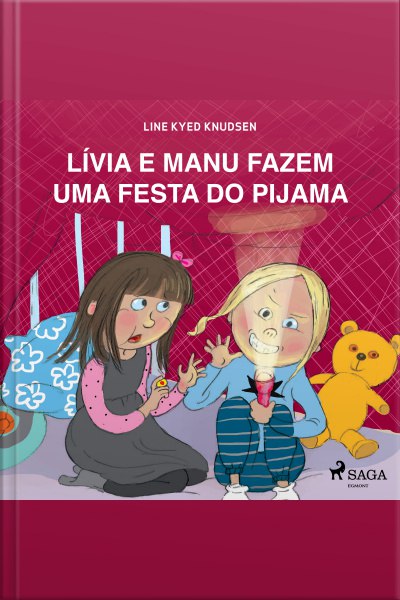 LINE KYED KNUDSEN
LÍVIA E MANU FAZEM
UMA FESTA DO PIJAMA
SAGA
EGMONT